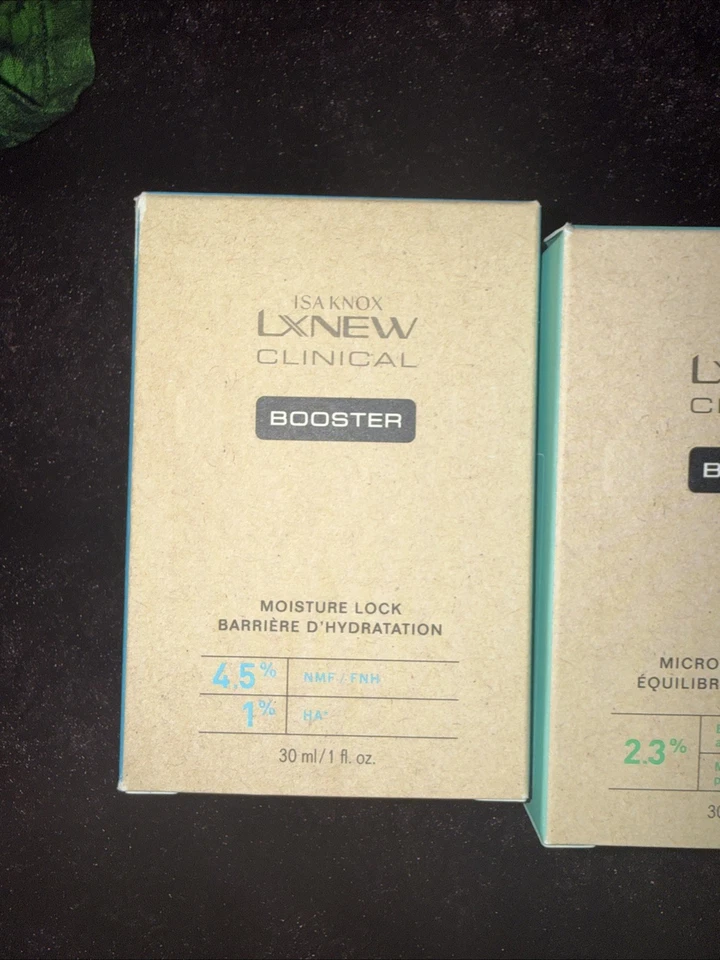 ISA KNOX
LXNEW
CLINICAL
BOOSTER
MOISTURE LOCK
BARRIÈRE D'HYDRATATION
4.5% NMF / FNH
1% HA*
30 ml/1 fl. oz.
MICRO
ÉQUILIBR
2.3%